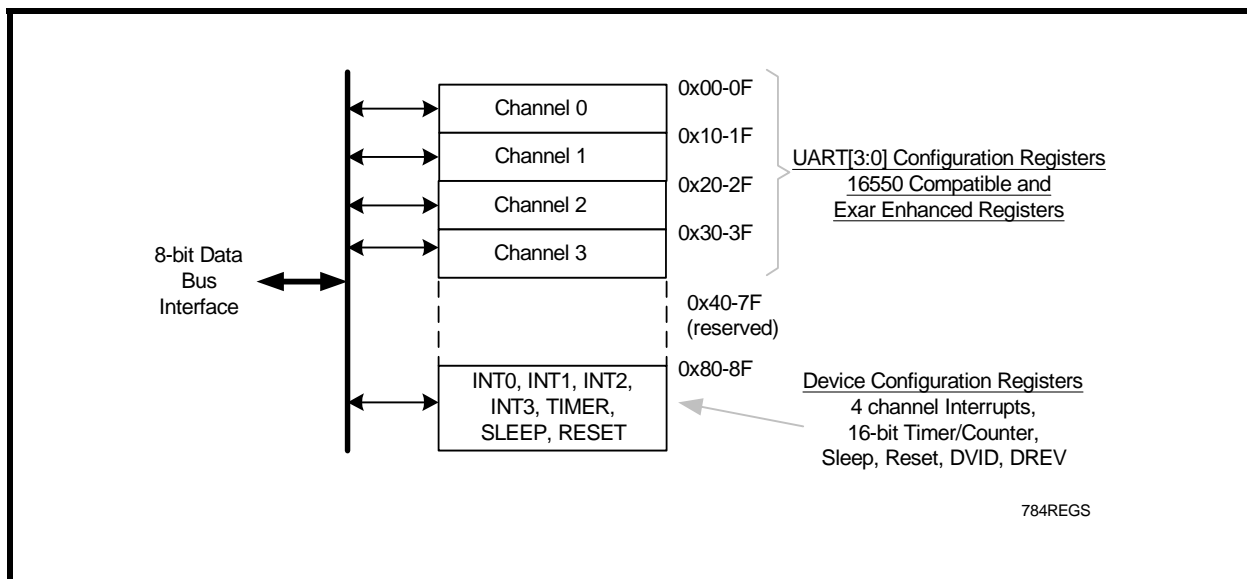 8-bit Data
Bus
Interface
Channel 0
Channel 1
Channel 2
Channel 3
INT0, INT1, INT2,
INT3, TIMER,
SLEEP, RESET
0x00-0F
0x10-1F
0x20-2F
0x30-3F
0x40-7F
(reserved)
0x80-8F
UART[3:0] Configuration Registers
16550 Compatible and
Exar Enhanced Registers
Device Configuration Registers
4 channel Interrupts,
16-bit Timer/Counter,
Sleep, Reset, DVID, DREV
784REGS